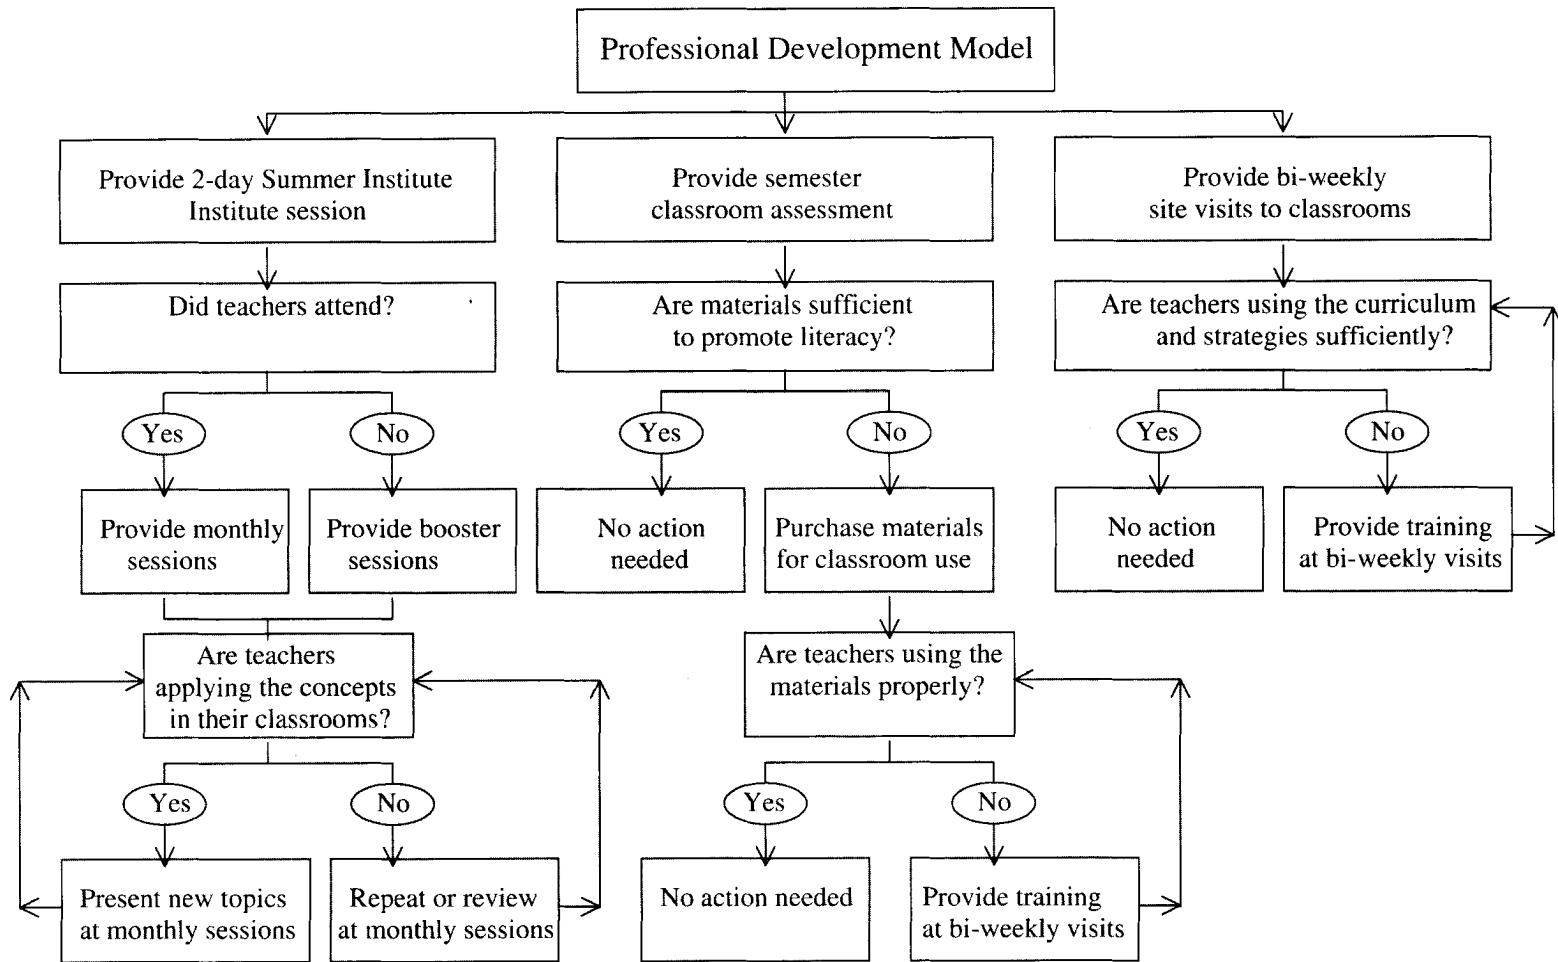 Professional Development Model
Provide 2-day Summer Institute
Institute session
Provide semester
classroom assessment
Provide bi-weekly
site visits to classrooms
Did teachers attend?
Are materials sufficient
to promote literacy?
Are teachers using the curriculum
and strategies sufficiently?
Yes
No
Yes
No
Yes
No
Provide monthly
sessions
Provide booster
sessions
No action
needed
Purchase materials
for classroom use
No action
needed
Provide training
at bi-weekly visits
Are teachers
applying the concepts
in their classrooms?
Are teachers using the
materials properly?
Yes
No
Yes
No
Present new topics
at monthly sessions
Repeat or review
at monthly sessions
No action needed
Provide training
at bi-weekly visits